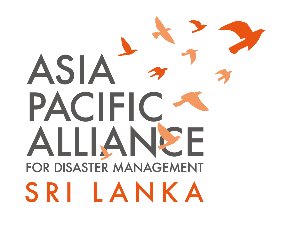 ASIA
PACIFIC
ALLIANCE
FOR DISASTER MANAGEMENT
SRI LANKA